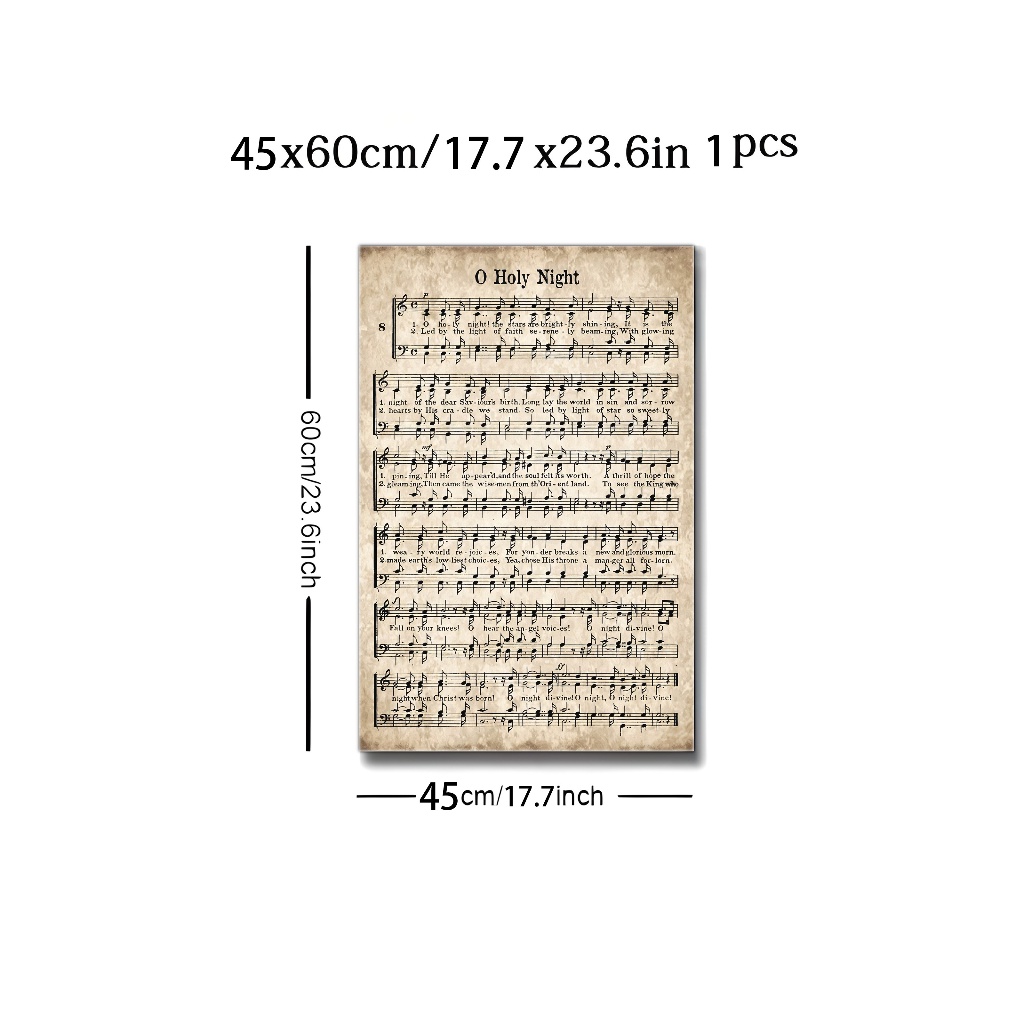 45x60cm/17.7 x23.6in 1pcs
60cm/23.6inch
O Holy Night
8
p
1. O ho-ly night! the stars are bright-ly shin-ing, It is the
2. Led by the light of faith se-rene-ly beam-ing, With glow-ing
1. night of the dear Sav-iour's birth. Long lay the world in sin and er-ror
2. hearts by His cra-dle we stand. So led by light of star so sweet-ly
mf p
1. pin-ing, Till He ap-pear'd, and the soul felt its worth. A thrill of hope the
2. gleaming, Then came the wise men from th'Ori-ent land. To see the King who
1. wea-ry world re-joic-es, For yon-der breaks a new and glorious morn.
2. made earth's low-liest choic-es, Yea, chose His throne a man-ger all for-lorn.
Fall on your knees! O hear the an-gel voic-es! O night di-vine! O
ff
night when Christ was born! O night di-vine! O night, O night di-vine!
45cm/17.7inch